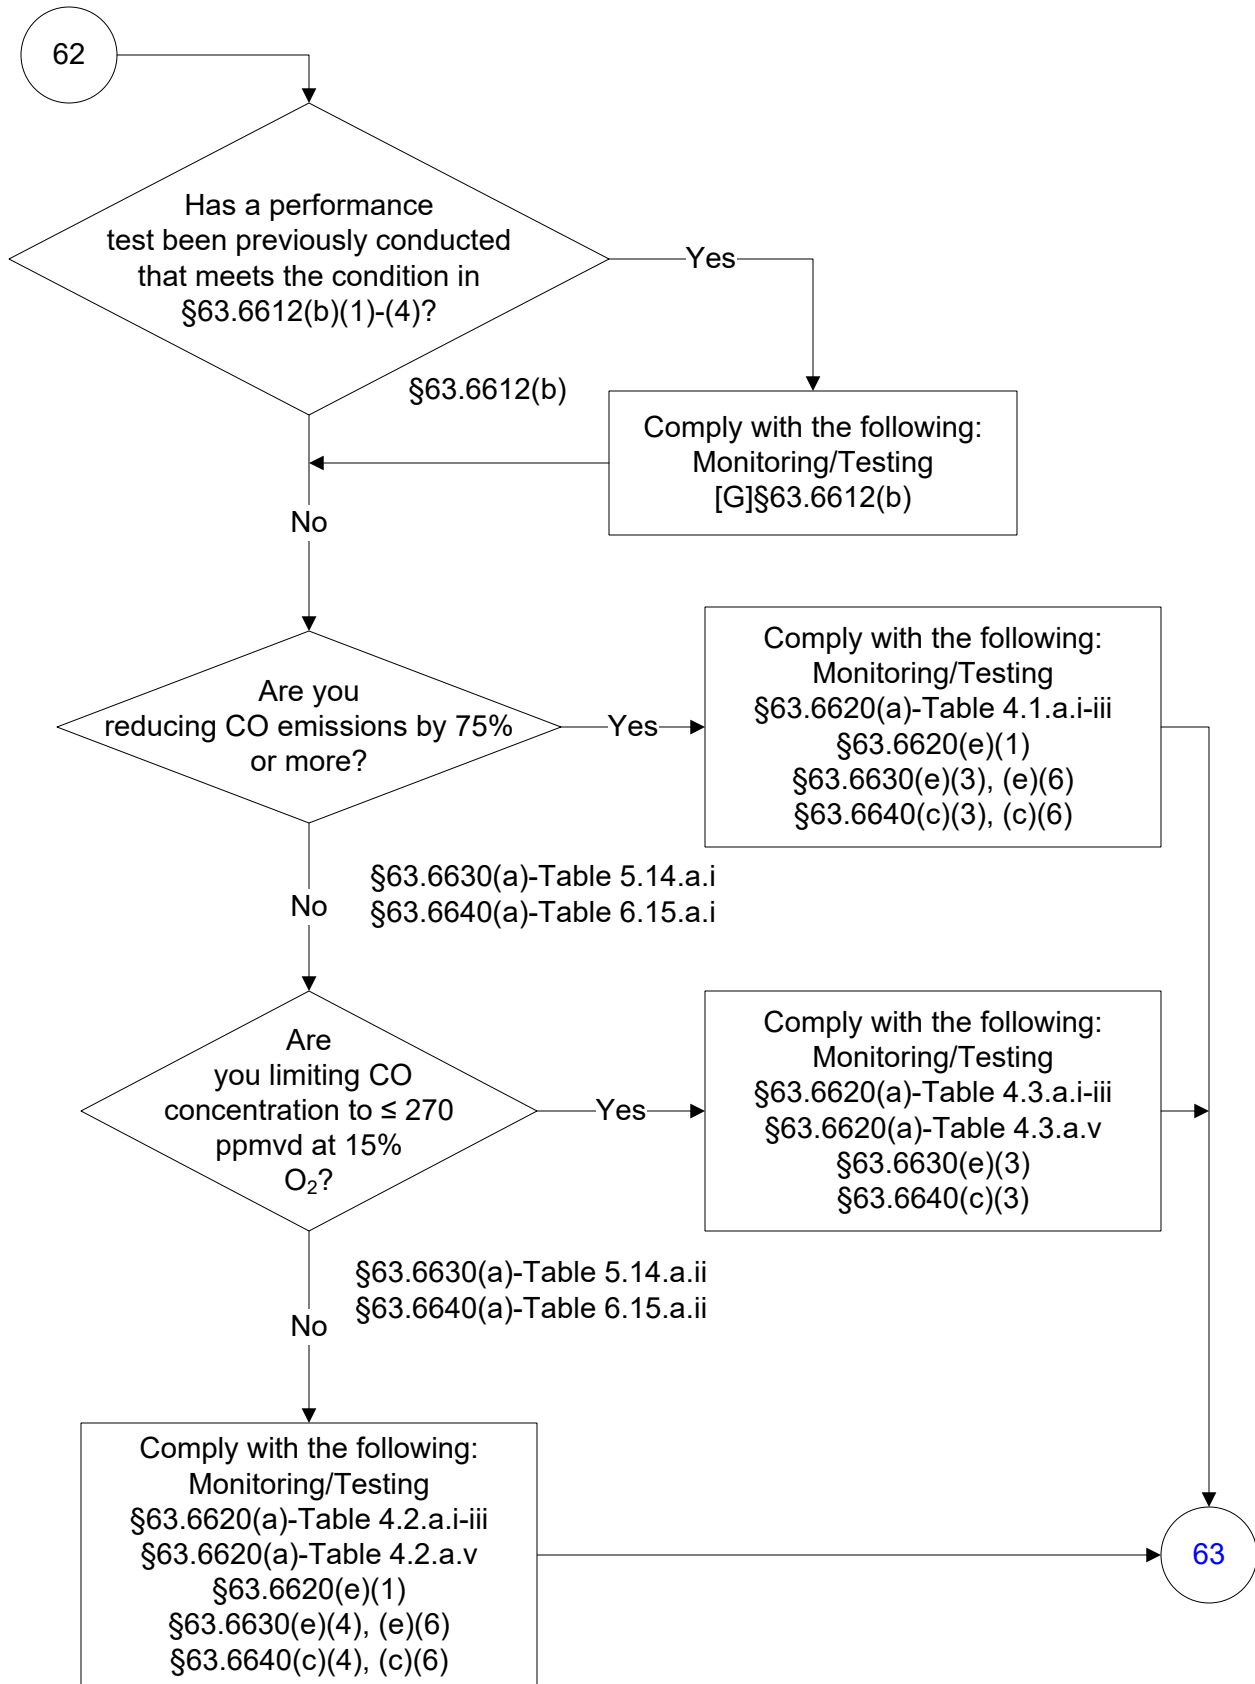 62
Has a performance
test been previously conducted
that meets the condition in
§63.6612(b)(1)-(4)?
Yes
§63.6612(b)
Comply with the following:
Monitoring/Testing
[G]§63.6612(b)
No
Are you
reducing CO emissions by 75%
or more?
Yes
Comply with the following:
Monitoring/Testing
§63.6620(a)-Table 4.1.a.i-iii
§63.6620(e)(1)
§63.6630(e)(3), (e)(6)
§63.6640(c)(3), (c)(6)
§63.6630(a)-Table 5.14.a.i
§63.6640(a)-Table 6.15.a.i
No
Are
you limiting CO
concentration to ≤ 270
ppmvd at 15%
O₂?
Yes
Comply with the following:
Monitoring/Testing
§63.6620(a)-Table 4.3.a.i-iii
§63.6620(a)-Table 4.3.a.v
§63.6630(e)(3)
§63.6640(c)(3)
§63.6630(a)-Table 5.14.a.ii
§63.6640(a)-Table 6.15.a.ii
No
Comply with the following:
Monitoring/Testing
§63.6620(a)-Table 4.2.a.i-iii
§63.6620(a)-Table 4.2.a.v
§63.6620(e)(1)
§63.6630(e)(4), (e)(6)
§63.6640(c)(4), (c)(6)
63